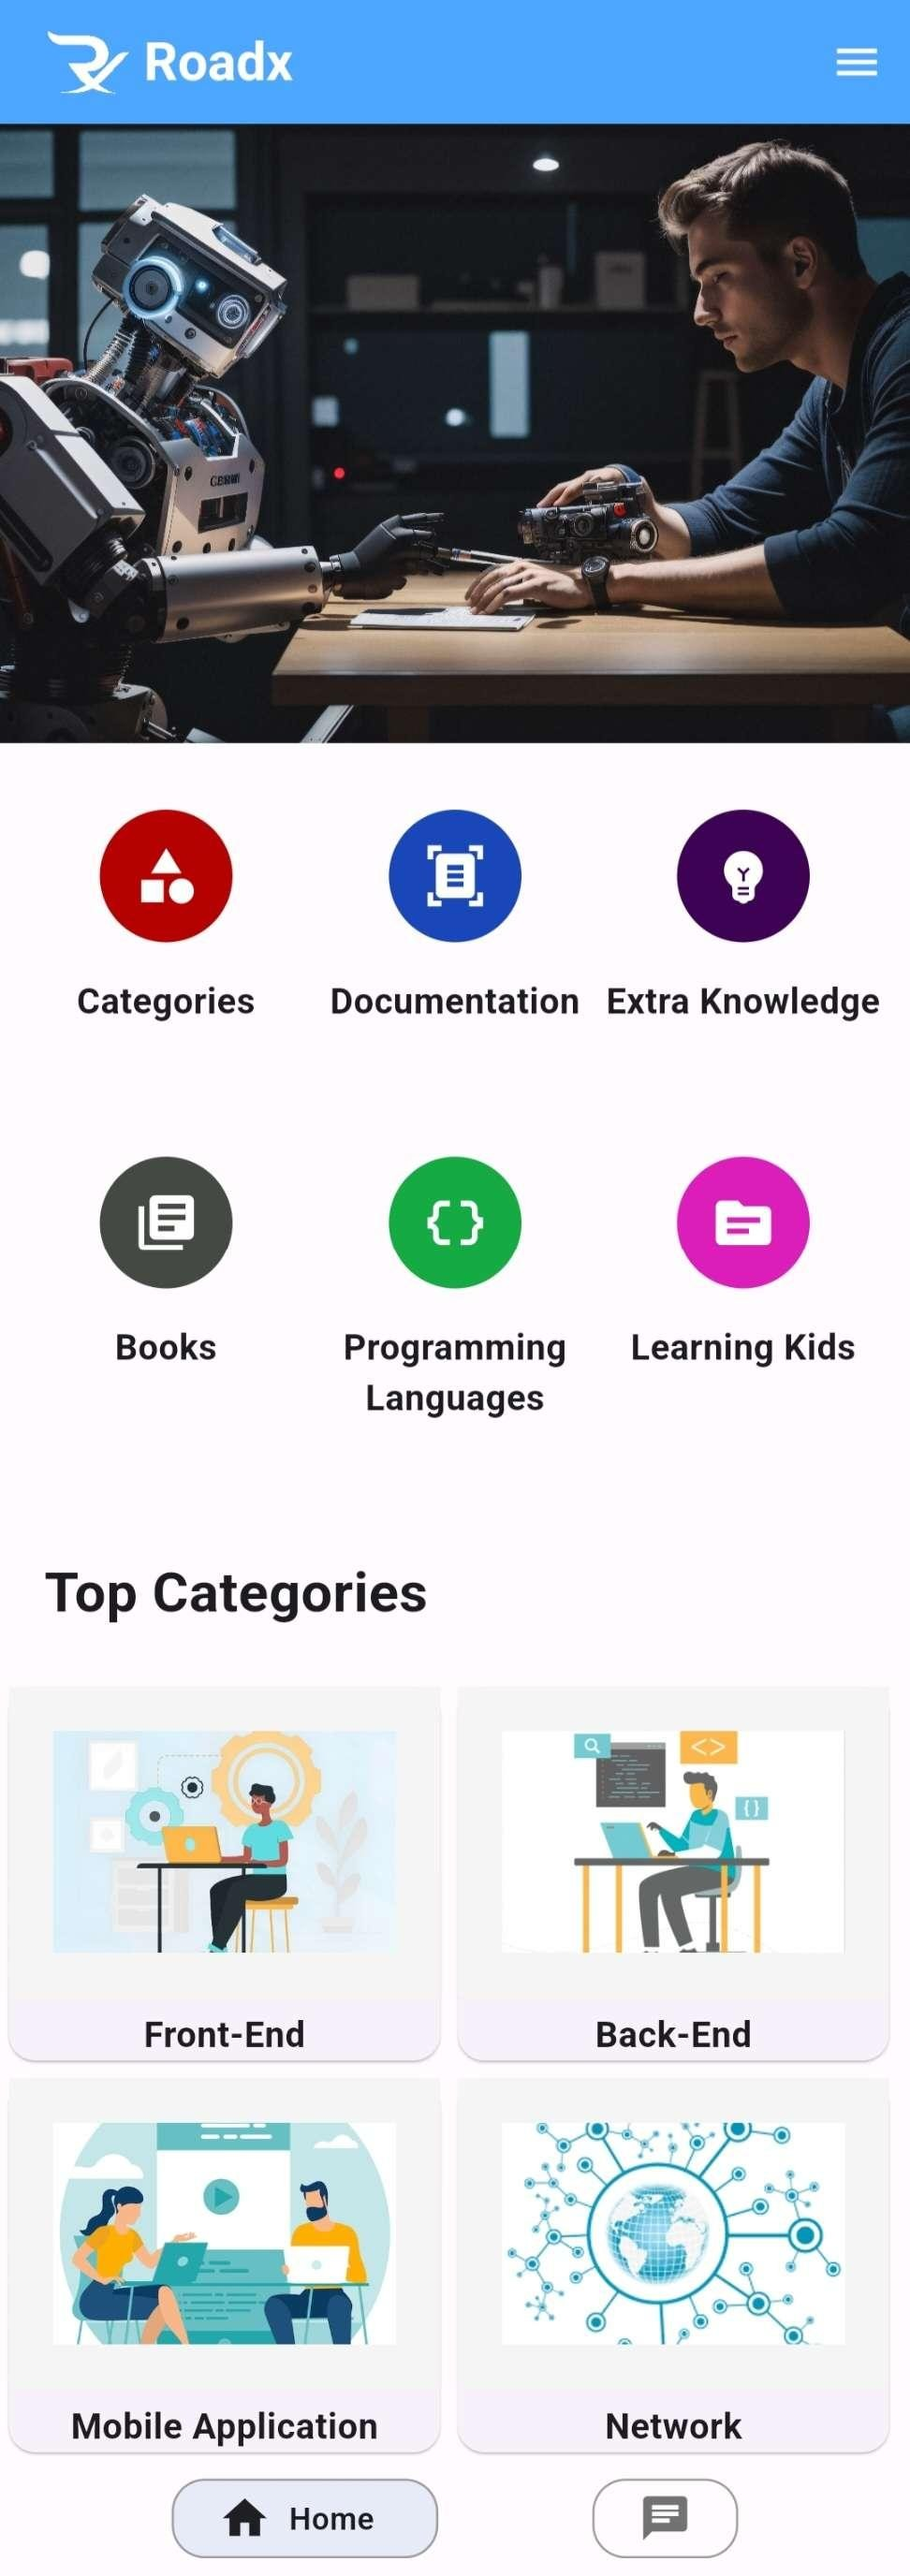 Roadx
Categories
Documentation
Extra Knowledge
Books
Programming
Languages
Learning Kids
Top Categories
Front-End
Back-End
Mobile Application
Network
Home